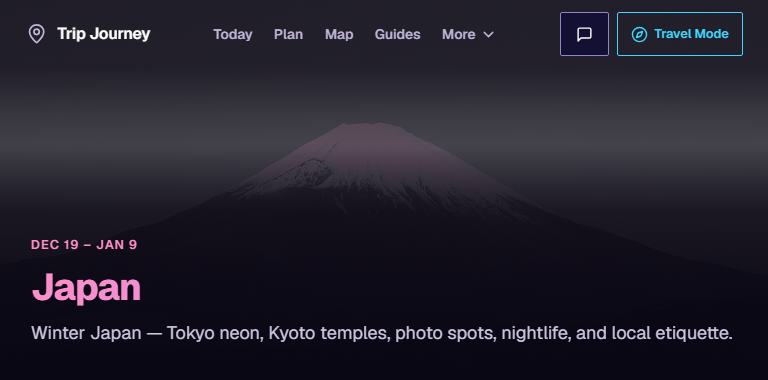 Trip Journey
Today Plan Map Guides More
Travel Mode
DEC 19 – JAN 9
Japan
Winter Japan — Tokyo neon, Kyoto temples, photo spots, nightlife, and local etiquette.